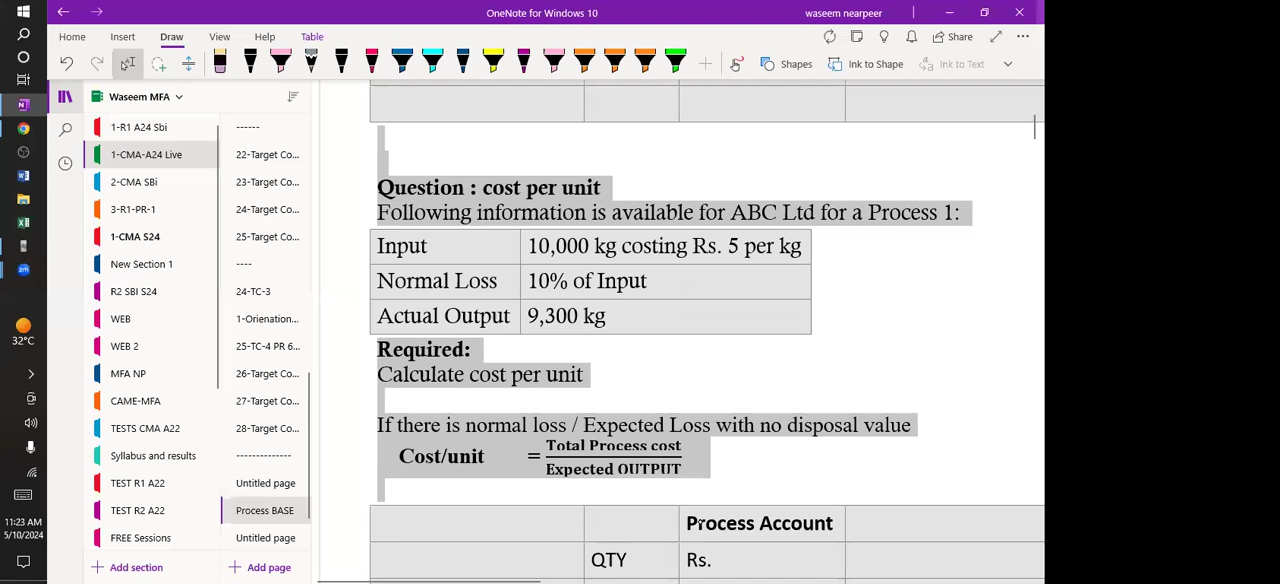 OneNote for Windows 10
waseem nearpeer
Home Insert Draw View Help Table
Share
Shapes Ink to Shape Ink to Text
Waseem MFA
1-R1 A24 Sbi
1-CMA-A24 Live
2-CMA SBi
3-R1-PR-1
1-CMA S24
New Section 1
R2 SBI S24
WEB
WEB 2
MFA NP
CAME-MFA
TESTS CMA A22
Syllabus and results
TEST R1 A22
TEST R2 A22
FREE Sessions
Add section
------
22-Target Co...
23-Target Co...
24-Target Co...
25-Target Co...
----
24-TC-3
1-Orienation...
25-TC-4 PR 6...
26-Target Co...
27-Target Co...
28-Target Co...
--------------
Untitled page
Process BASE
Untitled page
Add page
Question : cost per unit
Following information is available for ABC Ltd for a Process 1:
Input 10,000 kg costing Rs. 5 per kg
Normal Loss 10% of Input
Actual Output 9,300 kg
Required:
Calculate cost per unit
If there is normal loss / Expected Loss with no disposal value
Cost/unit = Total Process cost
Expected OUTPUT
Process Account
QTY Rs.
32°C
11:23 AM
5/10/2024